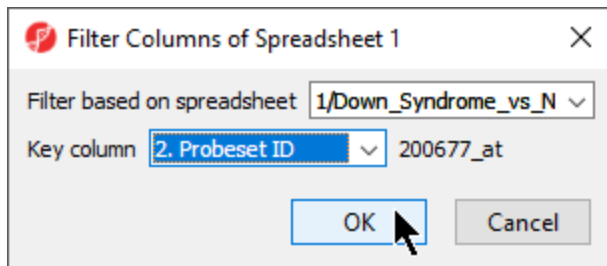 Filter Columns of Spreadsheet 1
Filter based on spreadsheet 1/Down_Syndrome_vs_N
Key column 2. Probeset ID 200677_at
OK Cancel